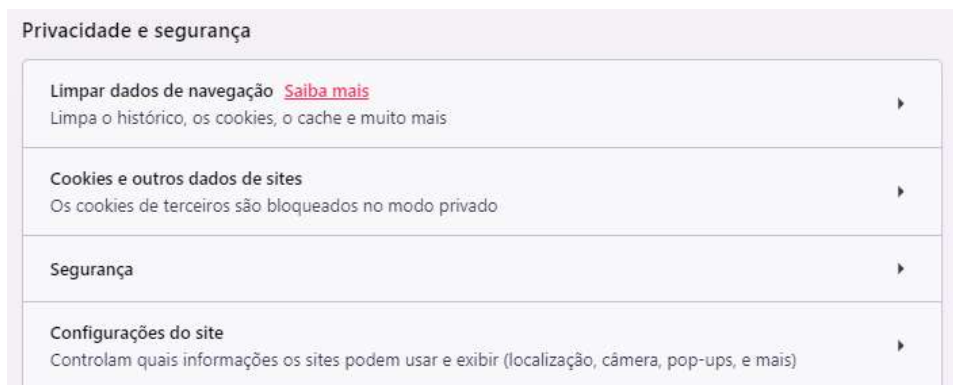 Privacidade e segurança
Limpar dados de navegação Saiba mais
Limpa o histórico, os cookies, o cache e muito mais
Cookies e outros dados de sites
Os cookies de terceiros são bloqueados no modo privado
Segurança
Configurações do site
Controlam quais informações os sites podem usar e exibir (localização, câmera, pop-ups, e mais)